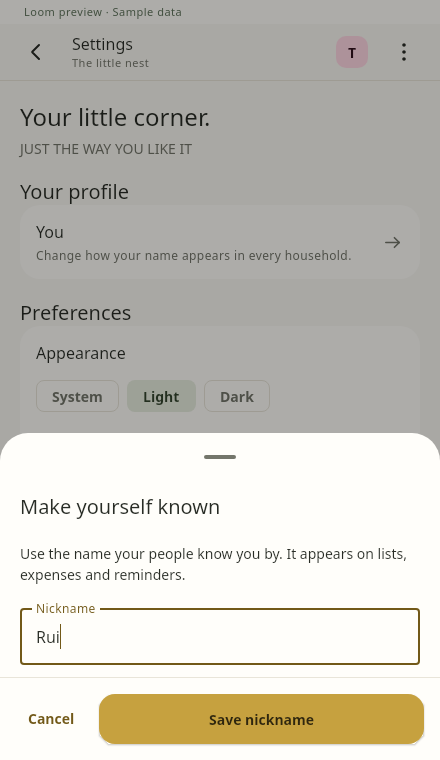 Loom preview · Sample data
Settings
The little nest
T
Your little corner.
JUST THE WAY YOU LIKE IT
Your profile
You
Change how your name appears in every household.
Preferences
Appearance
System
Light
Dark
Make yourself known
Use the name your people know you by. It appears on lists,
expenses and reminders.
Nickname
Rui
Cancel
Save nickname